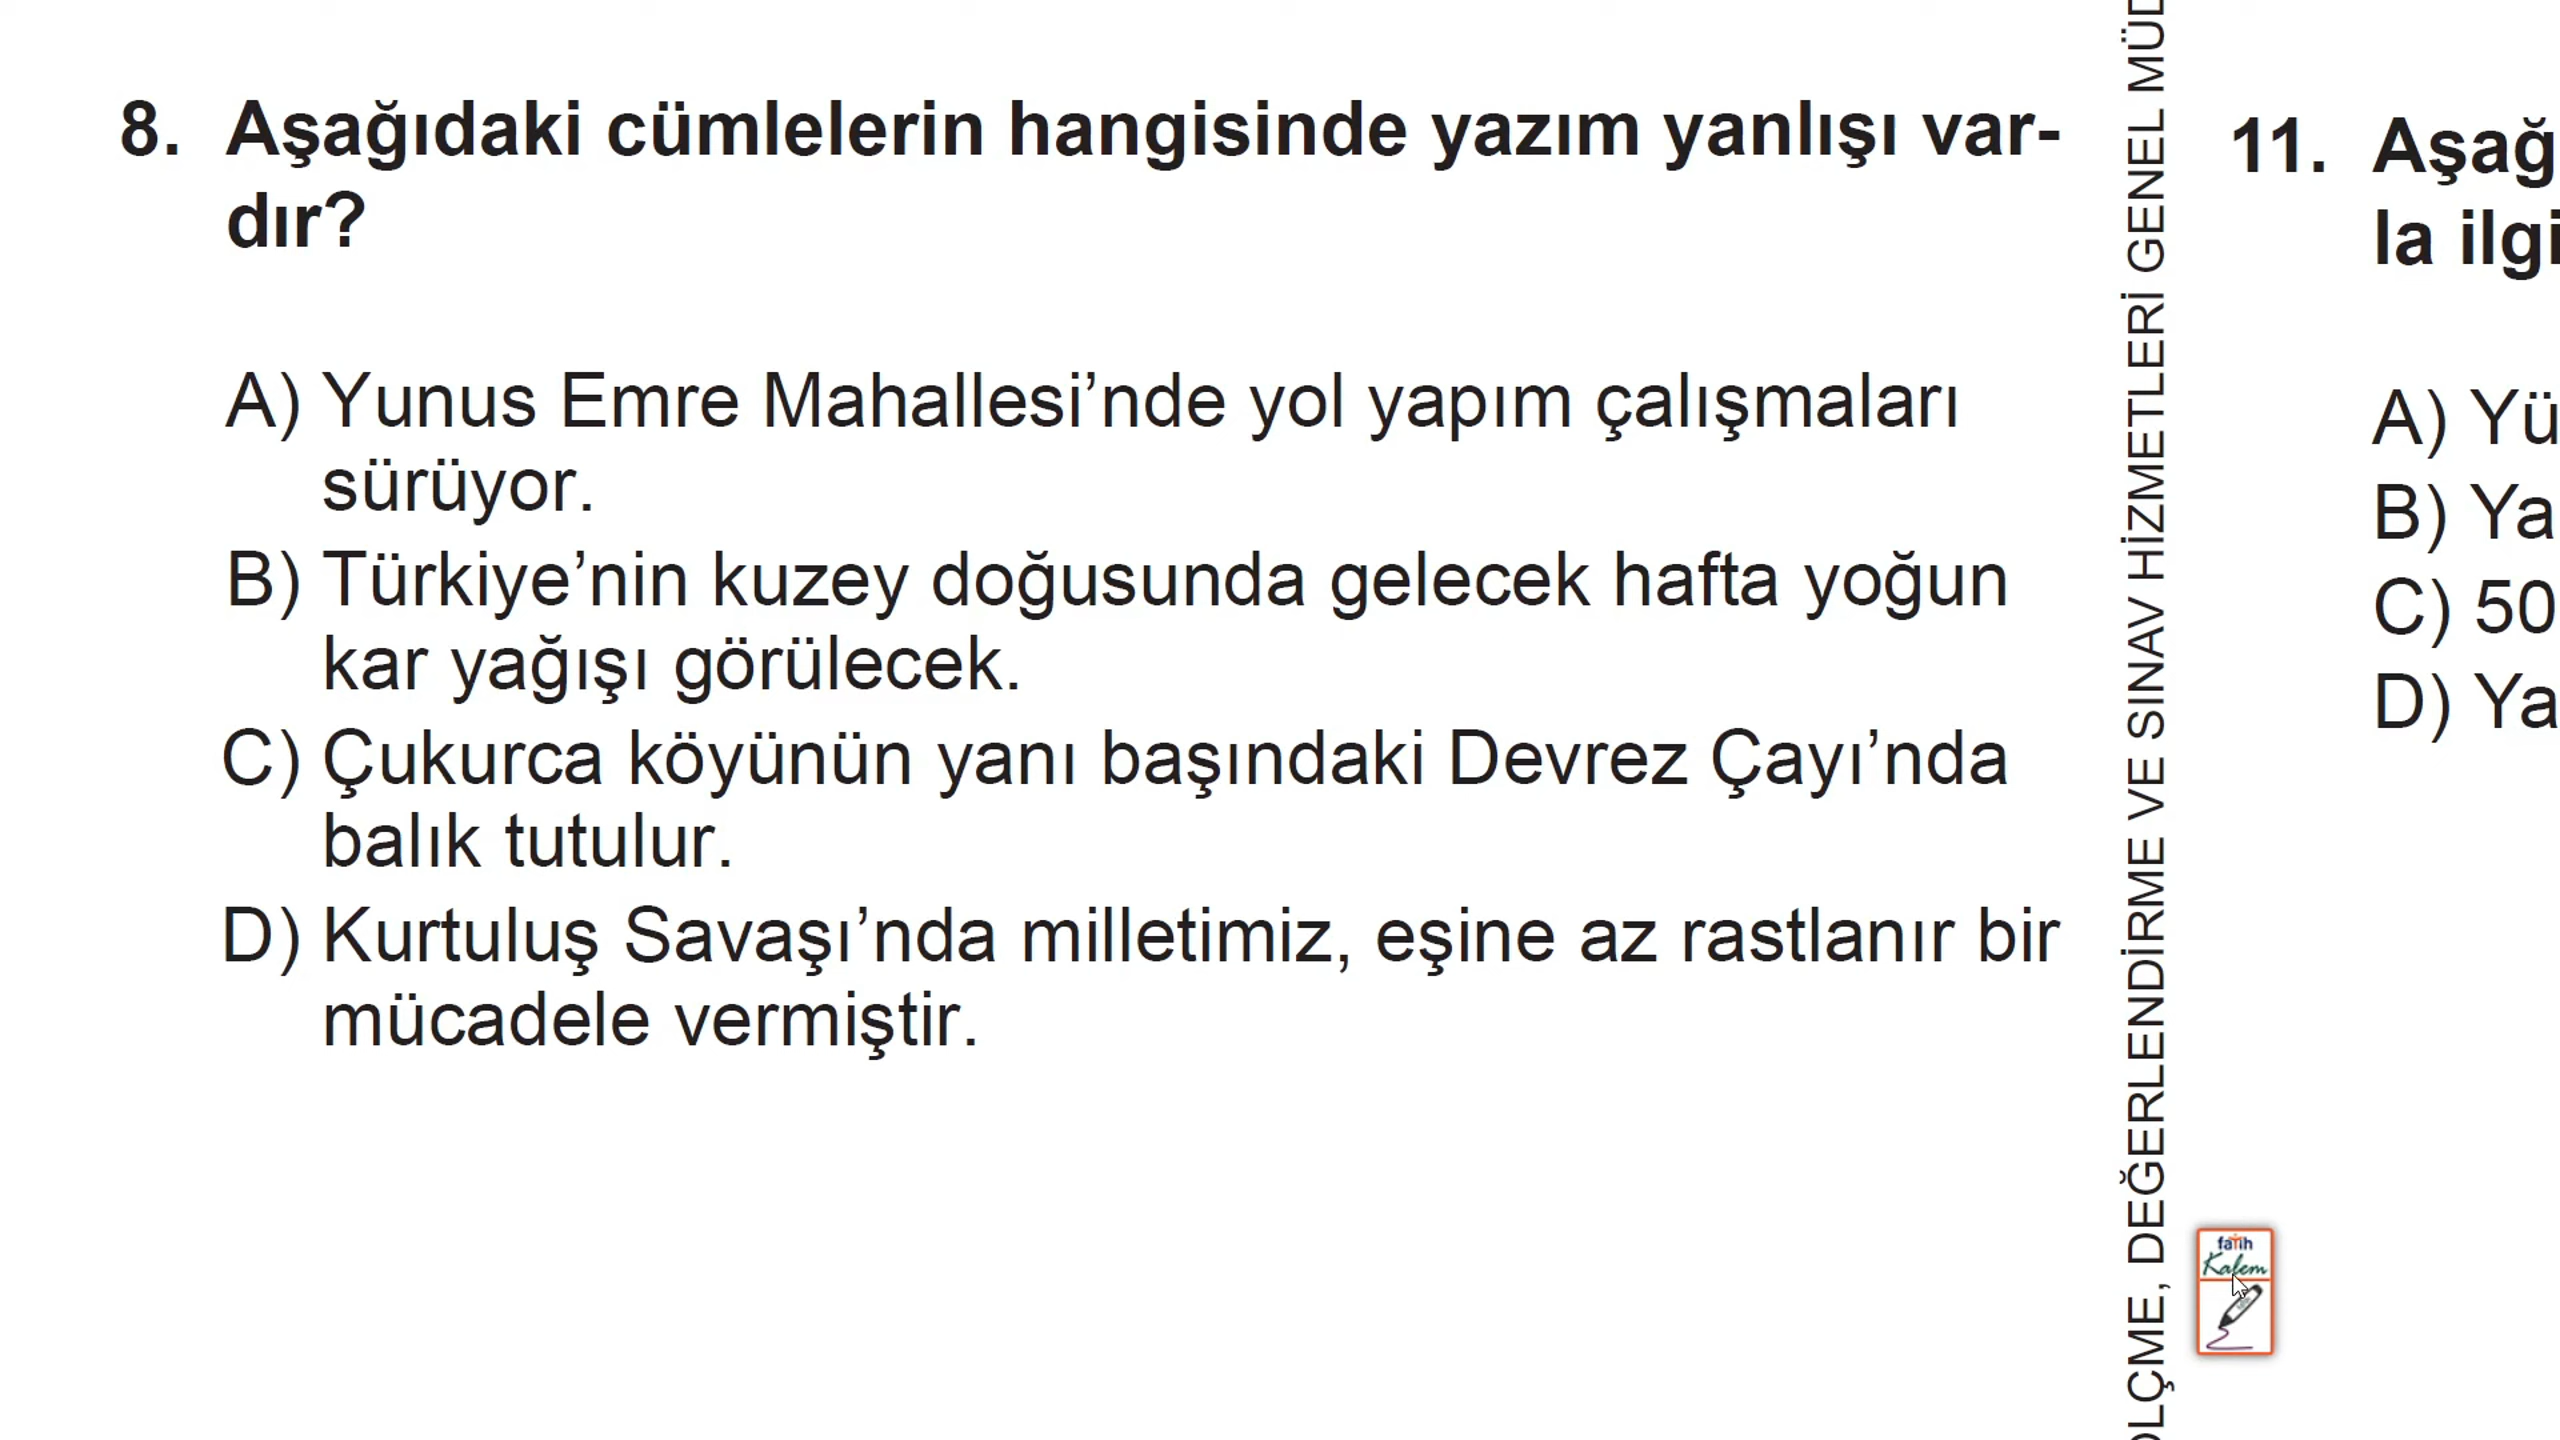 8. Aşağıdaki cümlelerin hangisinde yazım yanlışı var-
dır?
A) Yunus Emre Mahallesi’nde yol yapım çalışmaları
sürüyor.
B) Türkiye’nin kuzey doğusunda gelecek hafta yoğun
kar yağışı görülecek.
C) Çukurca köyünün yanı başındaki Devrez Çayı’nda
balık tutulur.
D) Kurtuluş Savaşı’nda milletimiz, eşine az rastlanır bir
mücadele vermiştir.
ÖLÇME, DEĞERLENDİRME VE SINAV HİZMETLERİ GENEL MÜD
11. Aşağ
la ilgi
A) Yü
B) Ya
C) 50
D) Ya
fatih
Kalem